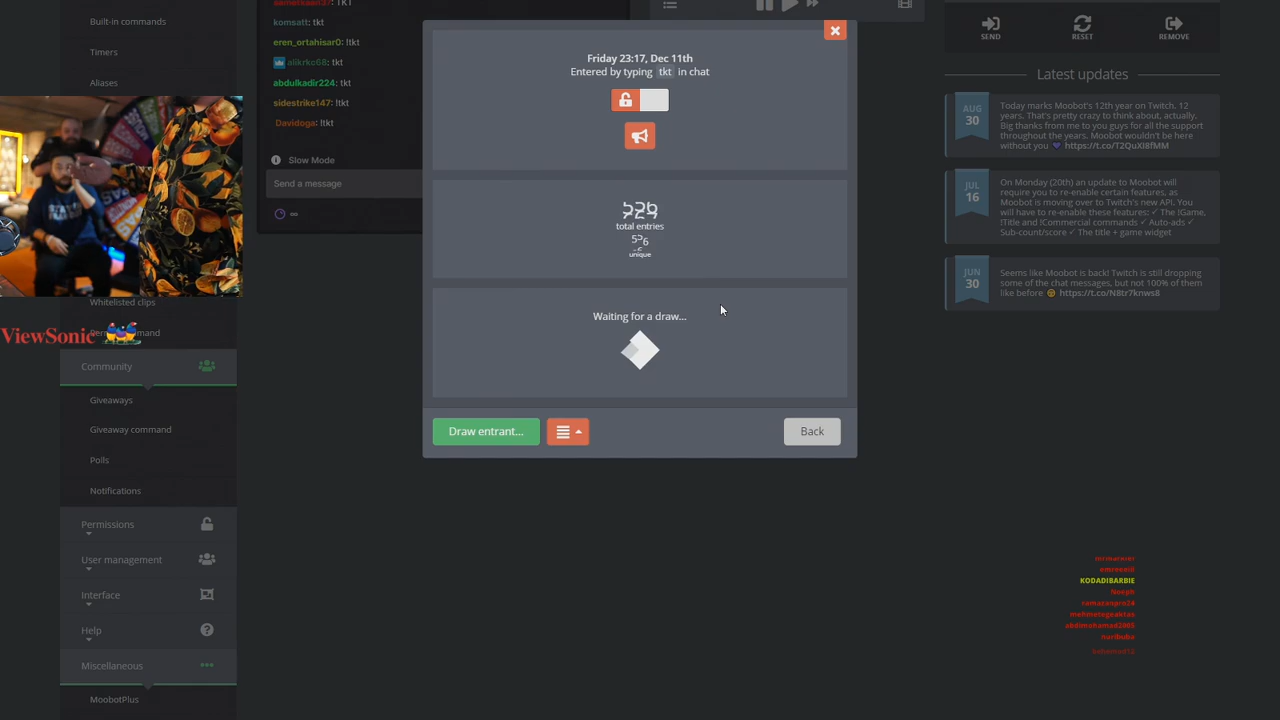 Built-in commands
Timers
Aliases
Whitelisted clips
Community
Giveaways
Giveaway command
Polls
Notifications
Permissions
User management
Interface
Help
Miscellaneous
MoobotPlus
ViewSonic
komsatt: tkt
eren_ortahisar0: !tkt
alikrkc68: tkt
abdulkadir224: tkt
sidestrike147: !tkt
Davidoga: !tkt
Slow Mode
Send a message
∞
Friday 23:17, Dec 11th
Entered by typing tkt in chat
total entries
unique
Waiting for a draw...
Draw entrant...
Back
SEND
RESET
REMOVE
Latest updates
AUG
30
Today marks Moobot's 12th year on Twitch. 12
years. That's pretty crazy to think about, actually.
Big thanks from me to you guys for all the support
throughout the years. Moobot wouldn't be here
without you 💜 https://t.co/T2QuXI8fMM
JUL
16
On Monday (20th) an update to Moobot will
require you to re-enable certain features, as
Moobot is moving over to Twitch's new API. You
will have to re-enable these features: ✓ The !Game,
!Title and !Commercial commands ✓ Auto-ads ✓
Sub-count/score ✓ The title + game widget
JUN
30
Seems like Moobot is back! Twitch is still dropping
some of the chat messages, but not 100% of them
like before 😊 https://t.co/N8tr7knws8
KODADIBARBIE
ramazanpro24
mehmetegeaktas
abdimuhamad2005
nuribuba